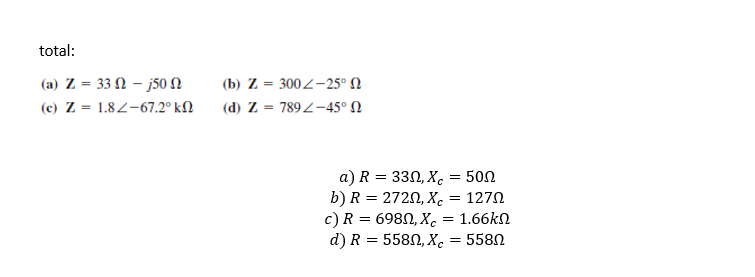 total:
(a) Z = 33 Ω − j50 Ω (b) Z = 300∠−25° Ω
(c) Z = 1.8∠−67.2° kΩ (d) Z = 789∠−45° Ω
a) R = 33Ω, X_c = 50Ω
b) R = 272Ω, X_c = 127Ω
c) R = 698Ω, X_c = 1.66kΩ
d) R = 558Ω, X_c = 558Ω